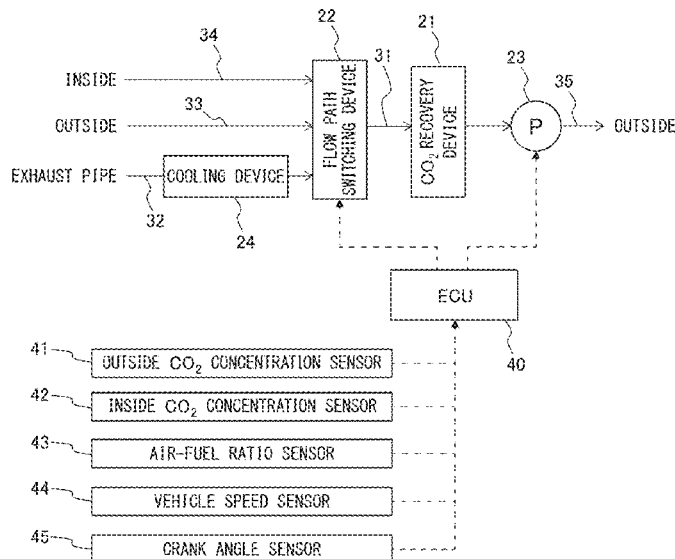 34
22
21
31
23
35
INSIDE
OUTSIDE
33
EXHAUST PIPE
32
COOLING DEVICE
24
FLOW PATH
SWITCHING DEVICE
CO₂ RECOVERY
DEVICE
P
OUTSIDE
ECU
40
41
OUTSIDE CO₂ CONCENTRATION SENSOR
42
INSIDE CO₂ CONCENTRATION SENSOR
43
AIR-FUEL RATIO SENSOR
44
VEHICLE SPEED SENSOR
45
CRANK ANGLE SENSOR